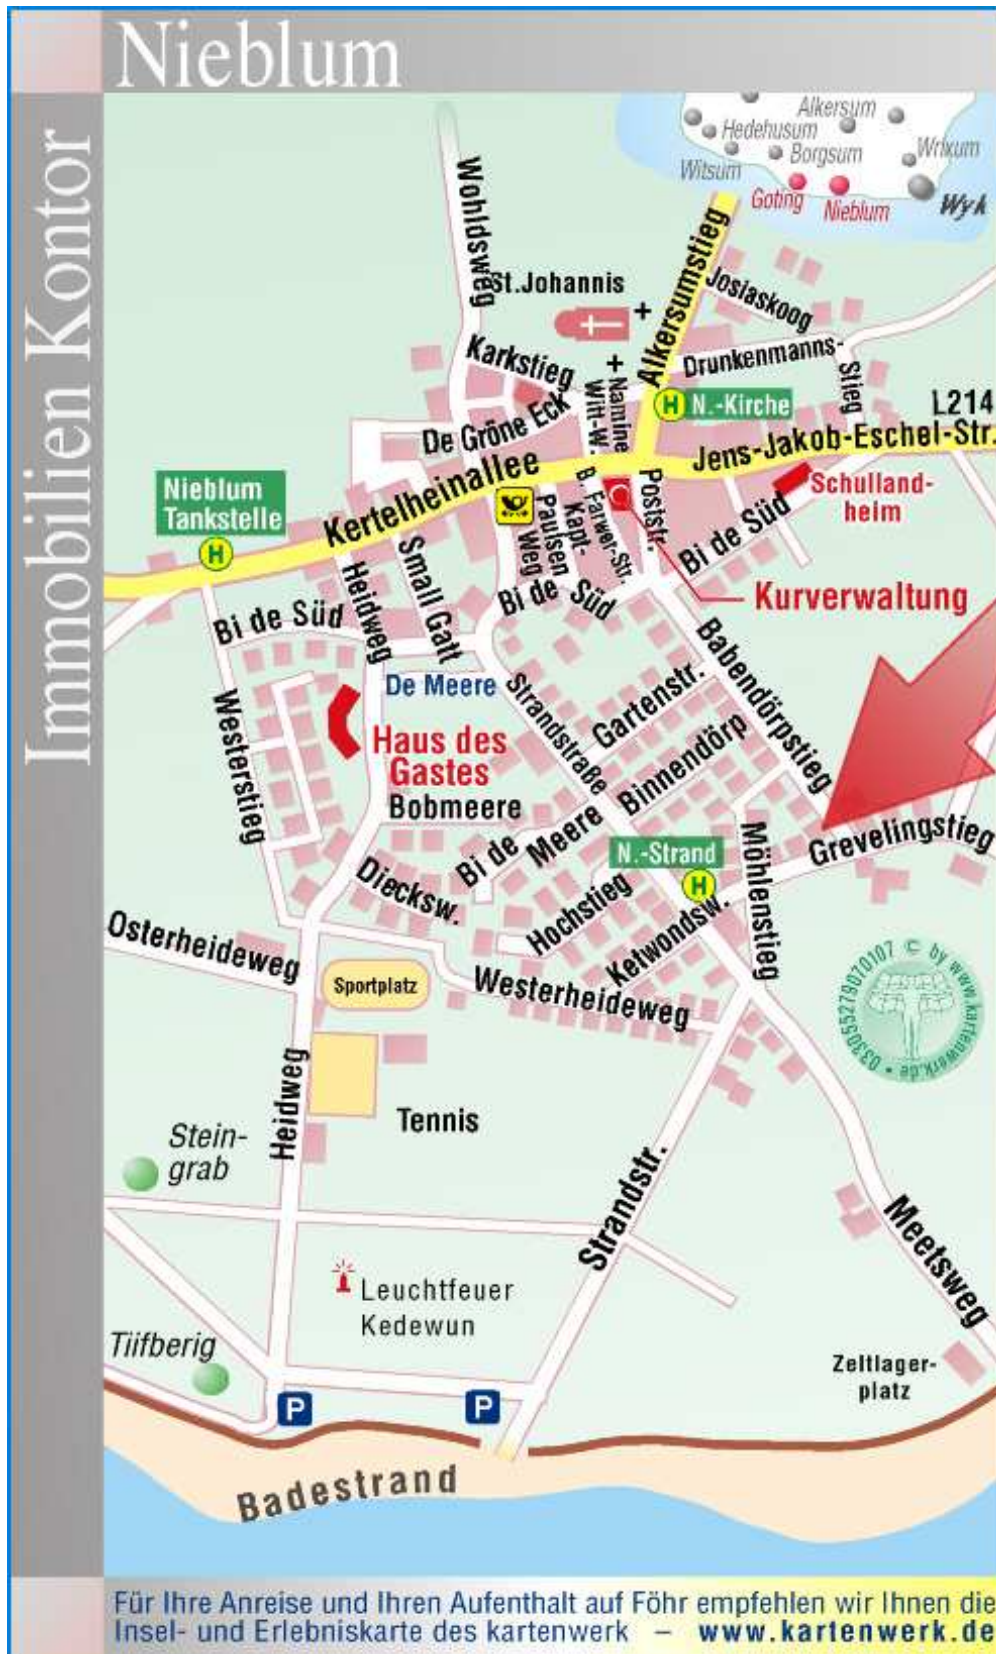 Nieblum
Immobilien Kontor
Alkersum
Hedehusum
Borgsum
Wrixum
Witsum
Goting
Nieblum
Wyk
Wohldsweg
St.Johannis
Alkersumstieg
Josiaskoog
Karkstieg
Drunkenmanns-
Stieg
Namine
Witt-W.
H N.-Kirche
L214
De Gröne Eck
Jens-Jakob-Eschel-Str.
Kertelheinallee
Nieblum
Tankstelle
H
Schulland-
heim
Poststr.
B. Farwer-Str.
Kapt-
Paulsen
Weg
Bi de Süd
Small Gatt
Heidweg
Bi de Süd
Bi de Süd
Kurverwaltung
Babendörpstieg
De Meere
Strandstraße
Gartenstr.
Westerstieg
Haus des
Gastes
Binnendörp
Bobmeere
Bi de Meere
N.-Strand
H
Möhlenstieg
Grevelingstieg
Diecksw.
Hochstieg
Ketwondsw.
Osterheideweg
Sportplatz
Westerheideweg
03305527907010​7 © by www.kartenwerk.de •
Heidweg
Tennis
Stein-
grab
Strandstr.
Meetsweg
Leuchtfeuer
Kedewun
Tiifberig
Zeltlager-
platz
P
P
Badestrand
Für Ihre Anreise und Ihren Aufenthalt auf Föhr empfehlen wir Ihnen die
Insel- und Erlebniskarte des kartenwerk – www.kartenwerk.de